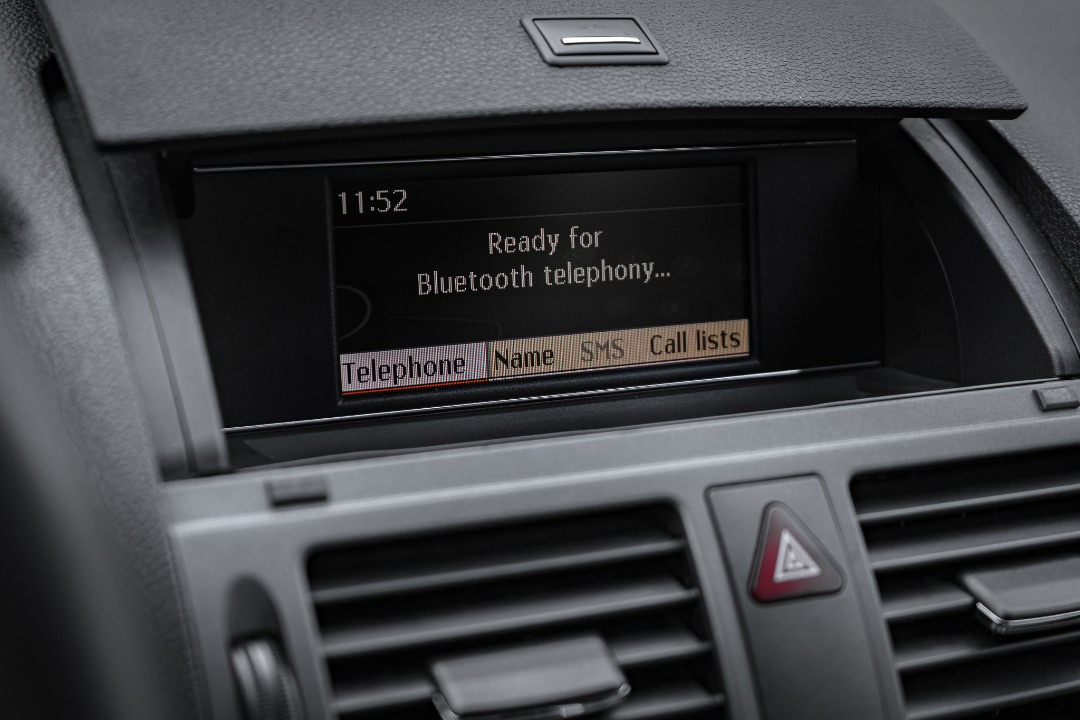 11:52
Ready for
Bluetooth telephony...
Telephone Name SMS Call lists